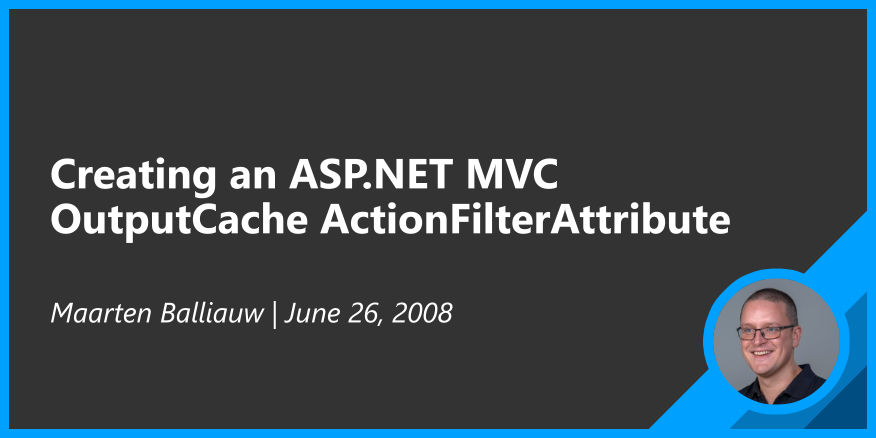 Creating an ASP.NET MVC
OutputCache ActionFilterAttribute
Maarten Balliauw | June 26, 2008